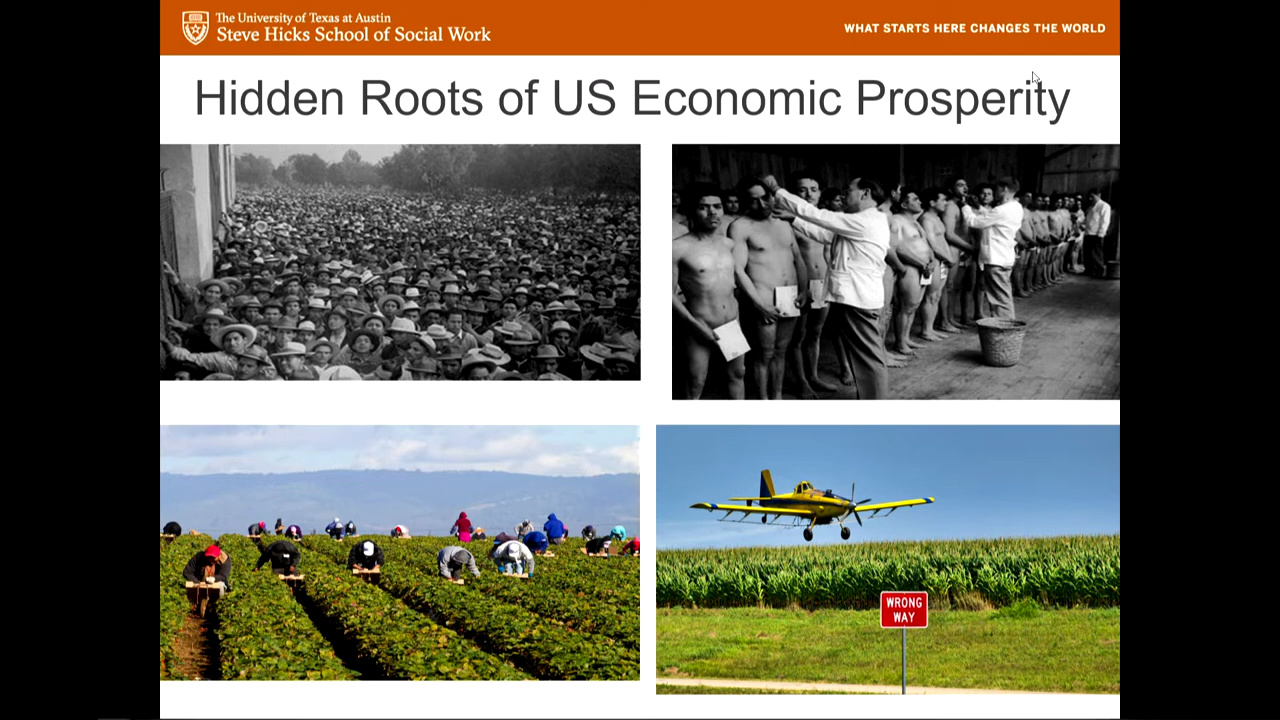 The University of Texas at Austin
Steve Hicks School of Social Work
WHAT STARTS HERE CHANGES THE WORLD
Hidden Roots of US Economic Prosperity
WRONG
WAY